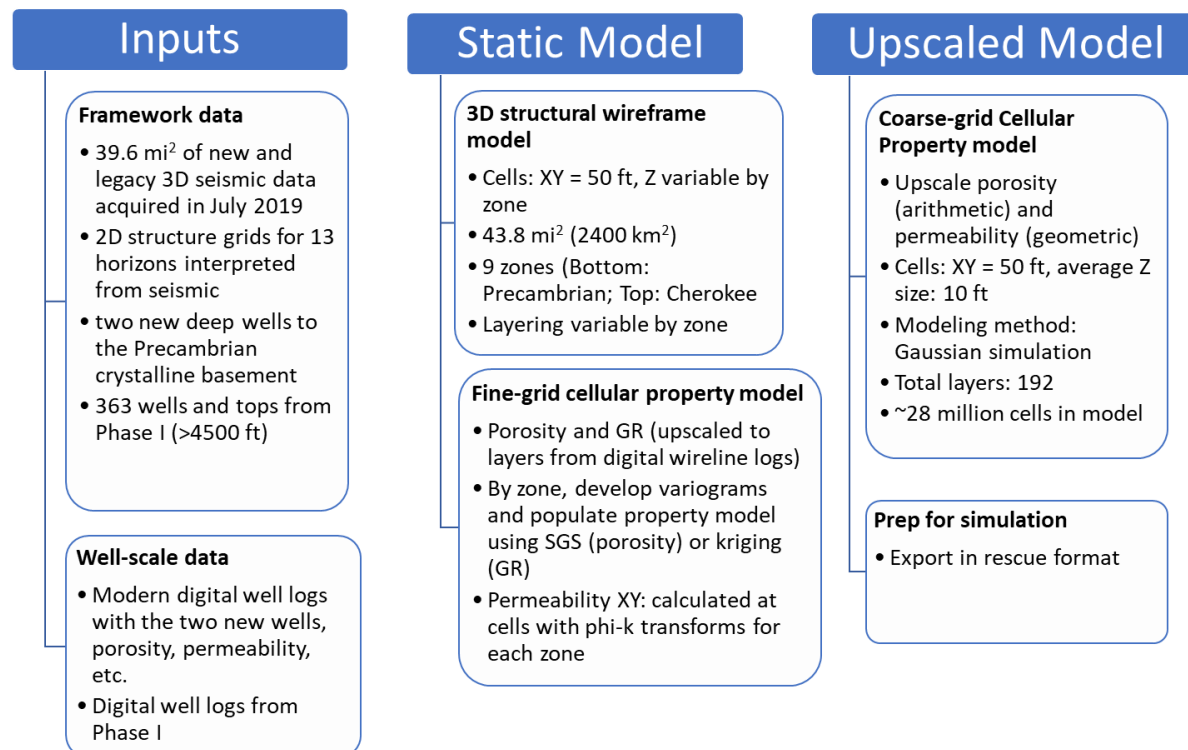 Inputs
Framework data
• 39.6 mi² of new and
legacy 3D seismic data
acquired in July 2019
• 2D structure grids for 13
horizons interpreted
from seismic
• two new deep wells to
the Precambrian
crystalline basement
• 363 wells and tops from
Phase I (>4500 ft)
Well-scale data
• Modern digital well logs
with the two new wells,
porosity, permeability,
etc.
• Digital well logs from
Phase I
Static Model
3D structural wireframe
model
• Cells: XY = 50 ft, Z variable by
zone
• 43.8 mi² (2400 km²)
• 9 zones (Bottom:
Precambrian; Top: Cherokee
• Layering variable by zone
Fine-grid cellular property model
• Porosity and GR (upscaled to
layers from digital wireline logs)
• By zone, develop variograms
and populate property model
using SGS (porosity) or kriging
(GR)
• Permeability XY: calculated at
cells with phi-k transforms for
each zone
Upscaled Model
Coarse-grid Cellular
Property model
• Upscale porosity
(arithmetic) and
permeability (geometric)
• Cells: XY = 50 ft, average Z
size: 10 ft
• Modeling method:
Gaussian simulation
• Total layers: 192
• ~28 million cells in model
Prep for simulation
• Export in rescue format